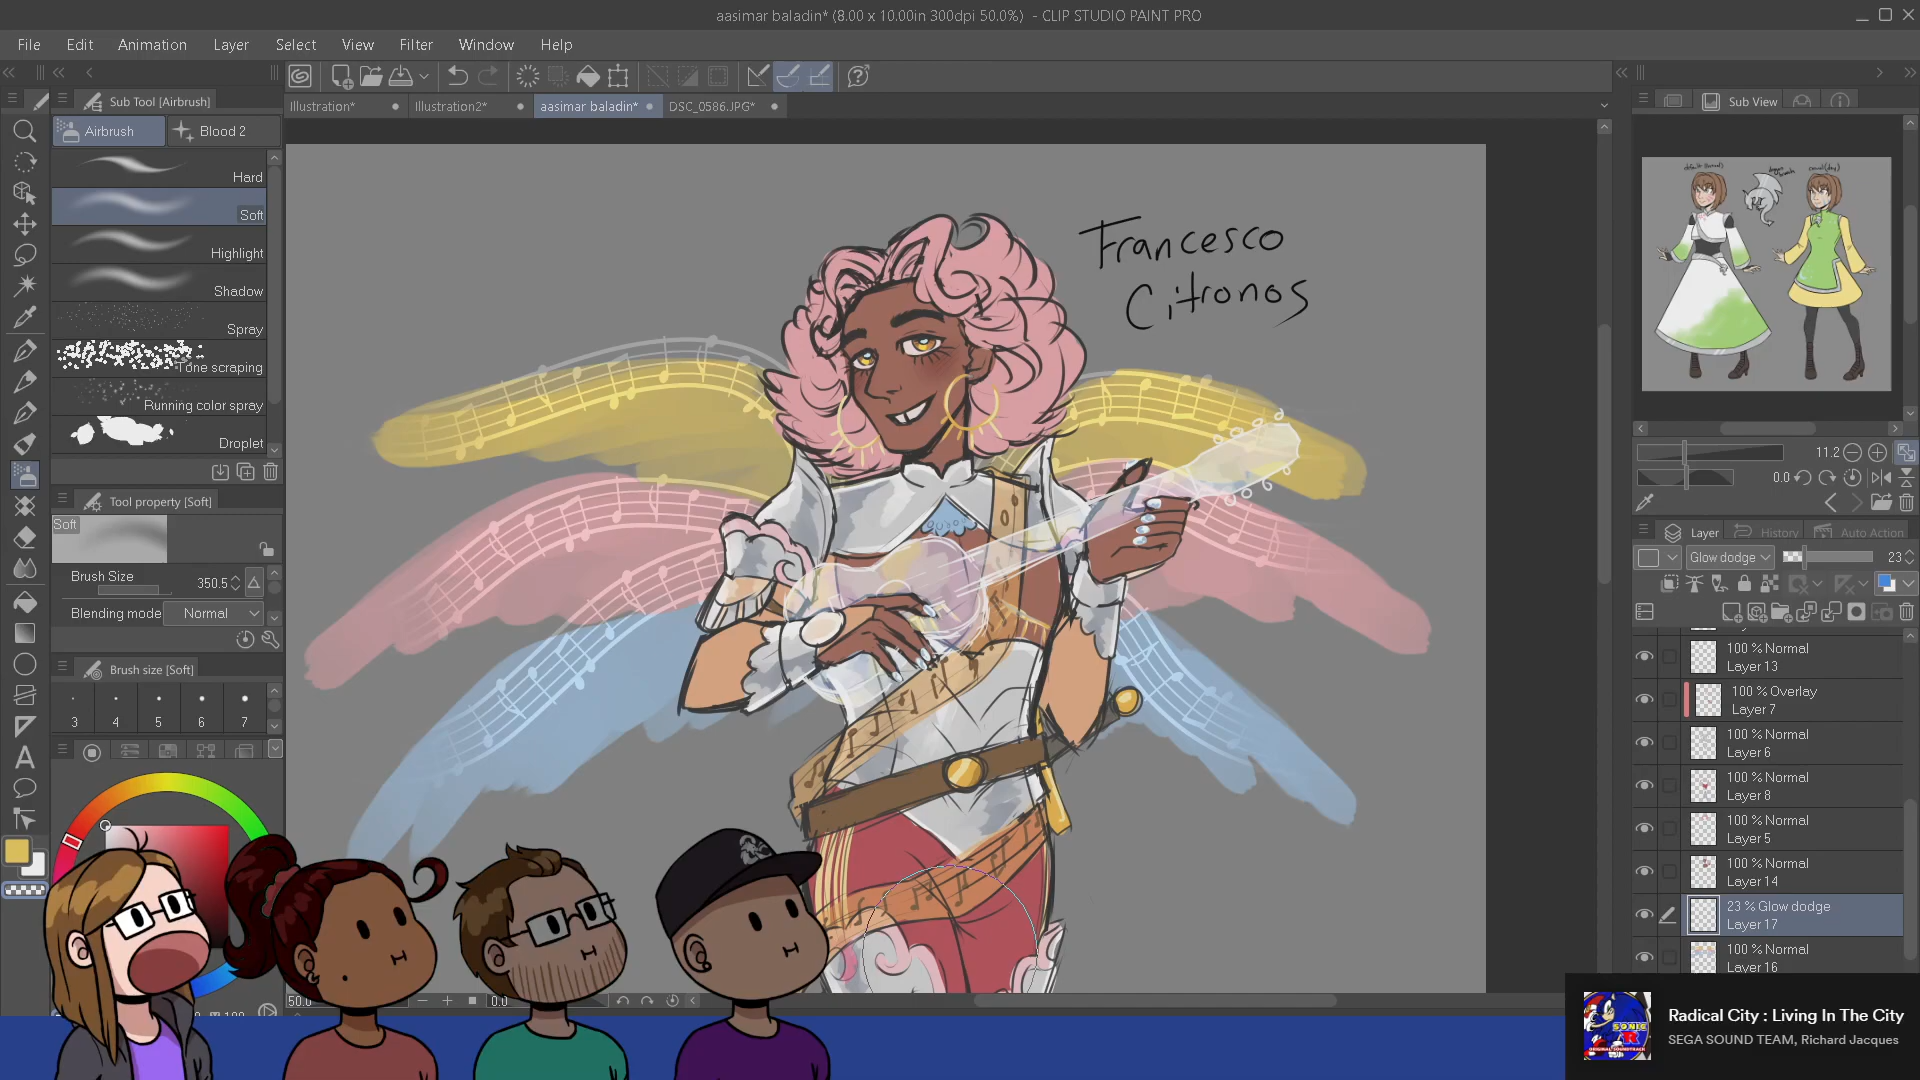 aasimar baladin* (8.00 x 10.00in 300dpi 50.0%) - CLIP STUDIO PAINT PRO
File Edit Animation Layer Select View Filter Window Help
Sub Tool [Airbrush]
Airbrush
Blood 2
Hard
Soft
Highlight
Shadow
Spray
Tone scraping
Running color spray
Droplet
Tool property [Soft]
Soft
Brush Size 350.5
Blending mode Normal
Brush size [Soft]
3 4 5 6 7
Illustration* Illustration2* aasimar baladin* DSC_0586.JPG*
Francesco
Citronos
50.0
0.0
Sub View
11.2
0.0
Layer History Auto Action
Glow dodge 23
100 % Normal
Layer 13
100 % Overlay
Layer 7
100 % Normal
Layer 6
100 % Normal
Layer 8
100 % Normal
Layer 5
100 % Normal
Layer 14
23 % Glow dodge
Layer 17
100 % Normal
Layer 16
SONIC
R
Radical City : Living In The City
SEGA SOUND TEAM, Richard Jacques